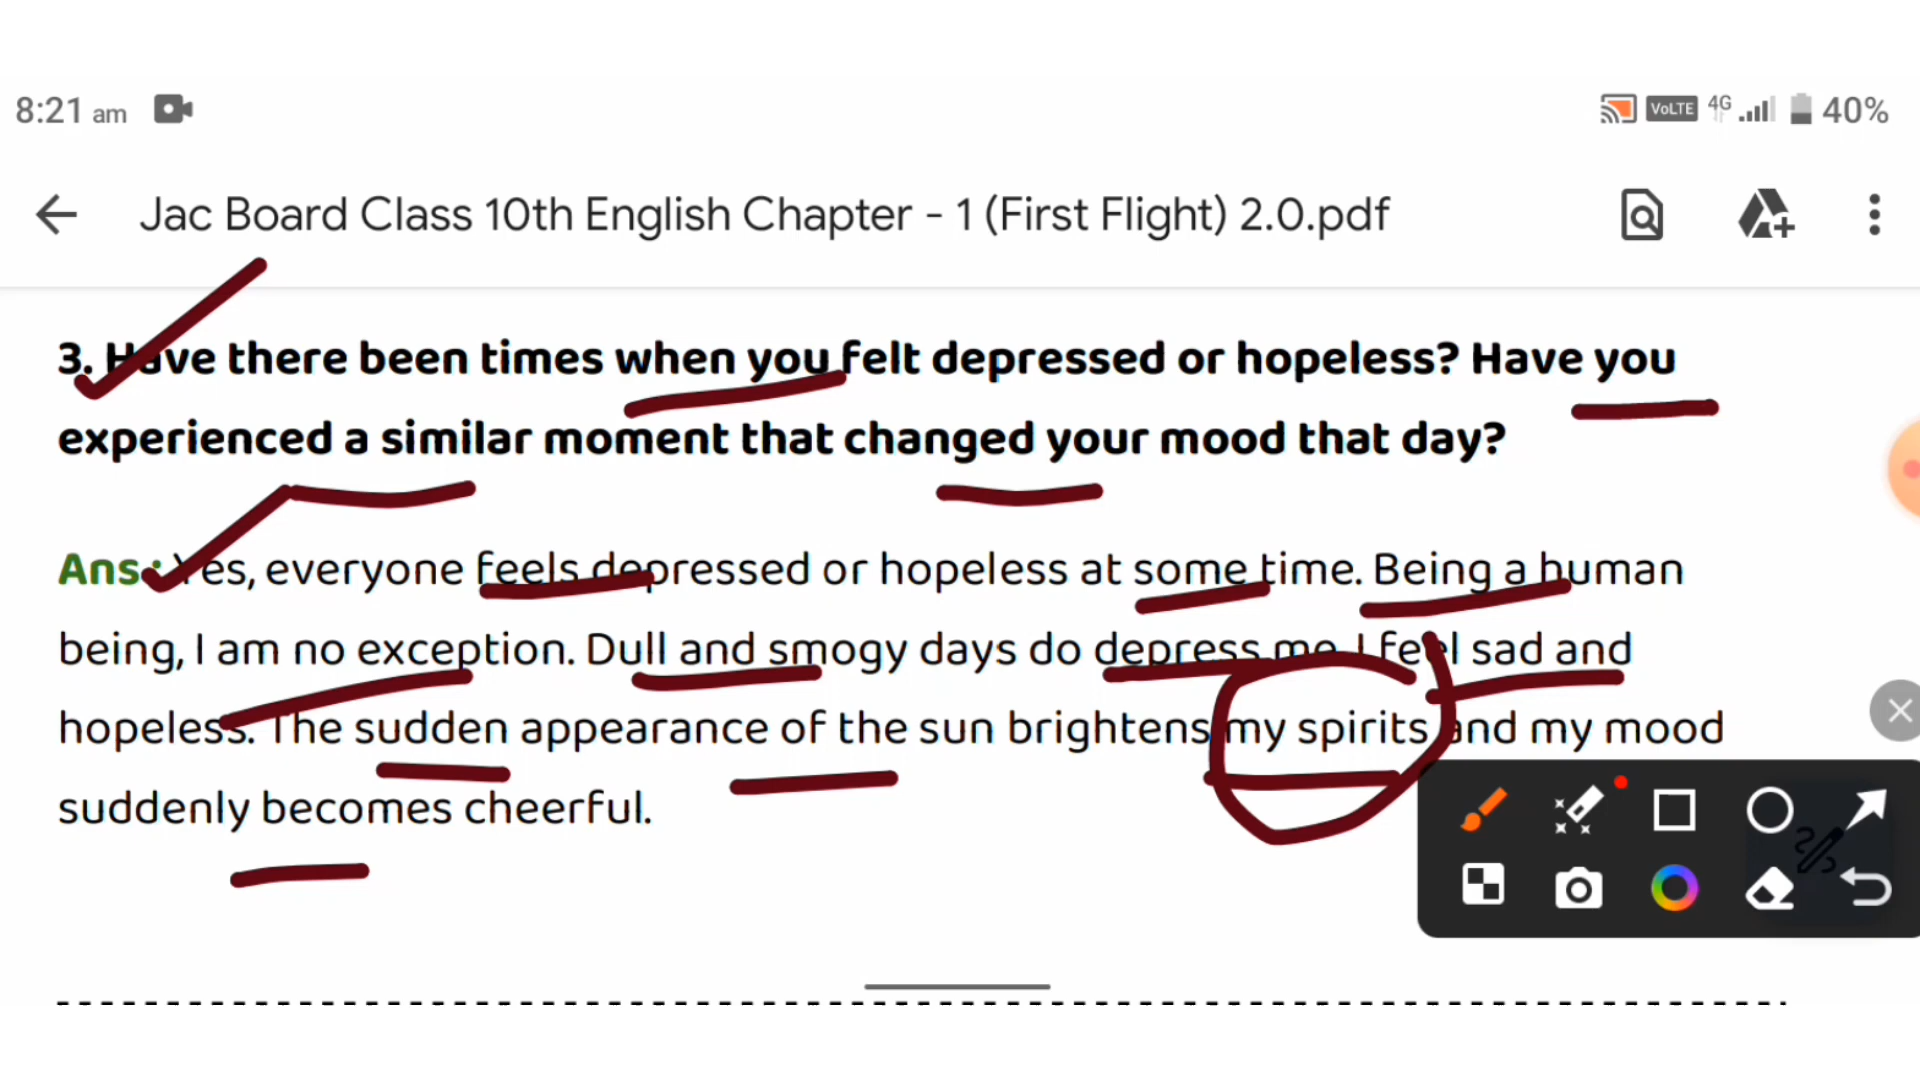 8:21 am VoLTE 4G 40%
Jac Board Class 10th English Chapter - 1 (First Flight) 2.0.pdf
3. Have there been times when you felt depressed or hopeless? Have you
experienced a similar moment that changed your mood that day?
Ans : Yes, everyone feels depressed or hopeless at some time. Being a human
being, I am no exception. Dull and smogy days do depress me. I feel sad and
hopeless. The sudden appearance of the sun brightens my spirits and my mood
suddenly becomes cheerful.